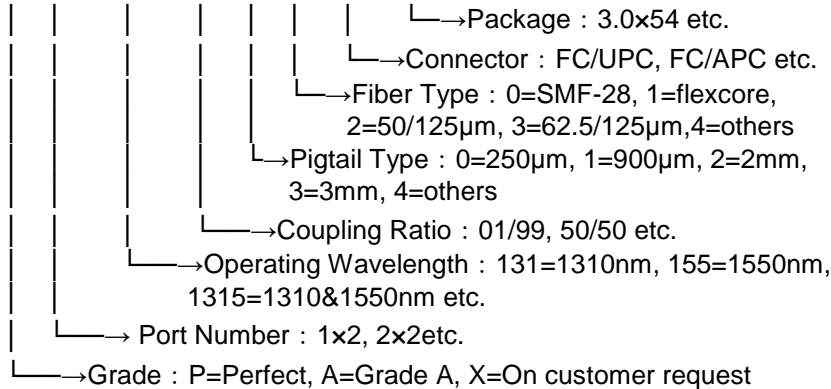 Package：3.0×54 etc.
Connector：FC/UPC, FC/APC etc.
Fiber Type：0=SMF-28, 1=flexcore,
2=50/125μm, 3=62.5/125μm,4=others
Pigtail Type：0=250μm, 1=900μm, 2=2mm,
3=3mm, 4=others
Coupling Ratio：01/99, 50/50 etc.
Operating Wavelength：131=1310nm, 155=1550nm,
1315=1310&1550nm etc.
Port Number：1×2, 2×2etc.
Grade：P=Perfect, A=Grade A, X=On customer request